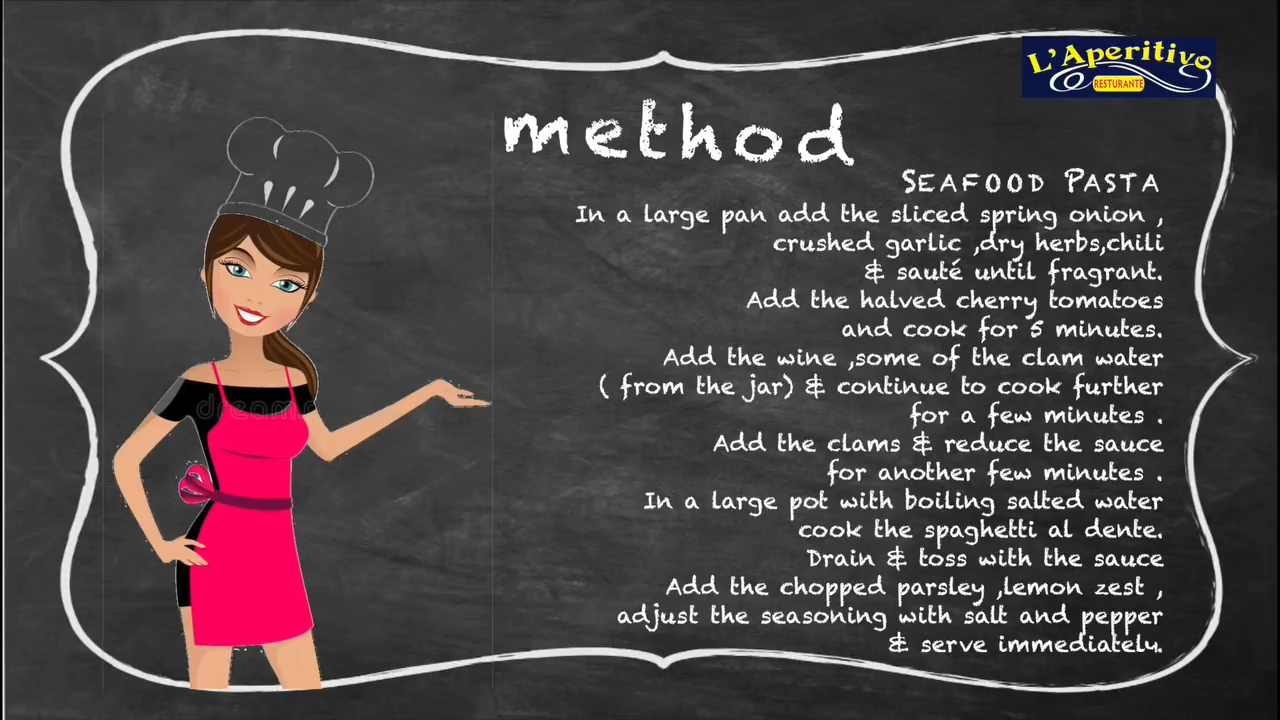 L'Aperitivo
RESTURANTE
method
SEAFOOD PASTA
In a large pan add the sliced spring onion ,
crushed garlic ,dry herbs,chili
& sauté until fragrant.
Add the halved cherry tomatoes
and cook for 5 minutes.
Add the wine ,some of the clam water
( from the jar) & continue to cook further
for a few minutes .
Add the clams & reduce the sauce
for another few minutes .
In a large pot with boiling salted water
cook the spaghetti al dente.
Drain & toss with the sauce
Add the chopped parsley ,lemon zest ,
adjust the seasoning with salt and pepper
& serve immediately.